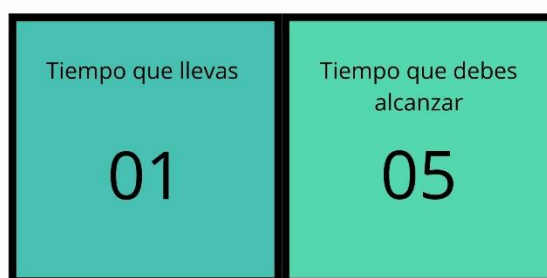 Tiempo que llevas
01
Tiempo que debes
alcanzar
05